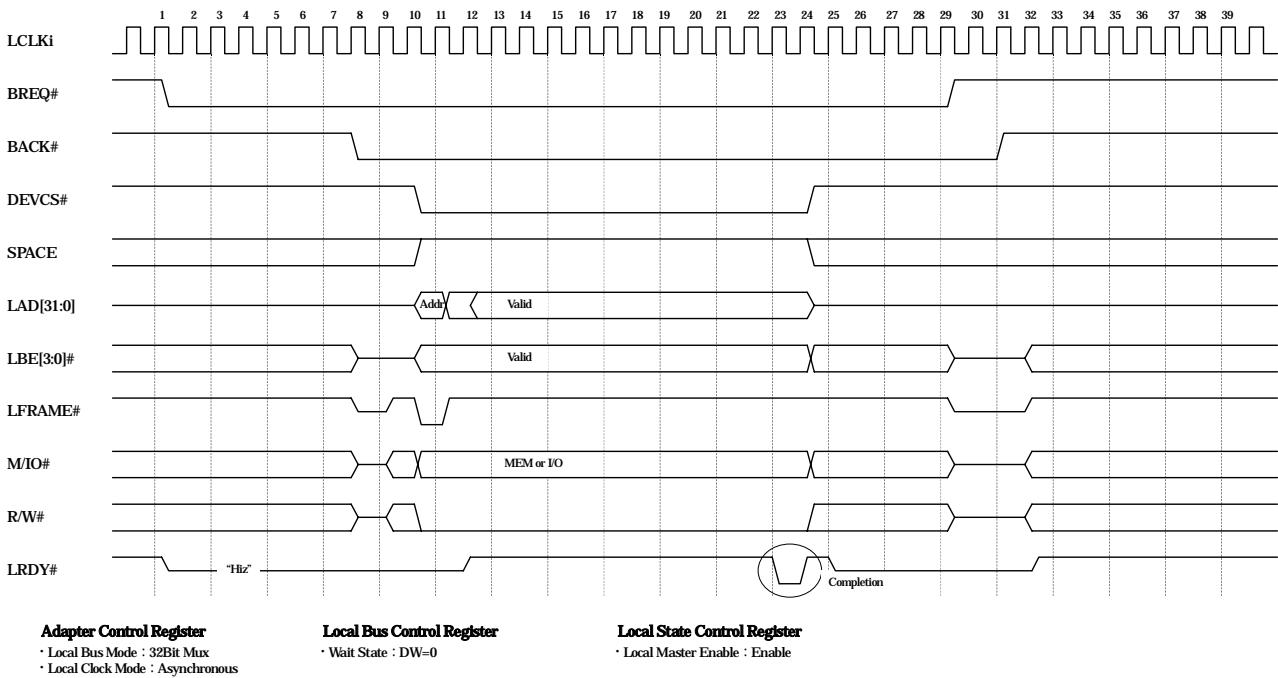 1 2 3 4 5 6 7 8 9 10 11 12 13 14 15 16 17 18 19 20 21 22 23 24 25 26 27 28 29 30 31 32 33 34 35 36 37 38 39
LCLKi
BREQ#
BACK#
DEVCS#
SPACE
LAD[31:0] Addr Valid
LBE[3:0]# Valid
LFRAME#
M/IO# MEM or I/O
R/W#
LRDY# "Hiz" Completion
Adapter Control Register
・Local Bus Mode : 32Bit Mux
・Local Clock Mode : Asynchronous
Local Bus Control Register
・Wait State : DW=0
Local State Control Register
・Local Master Enable : Enable